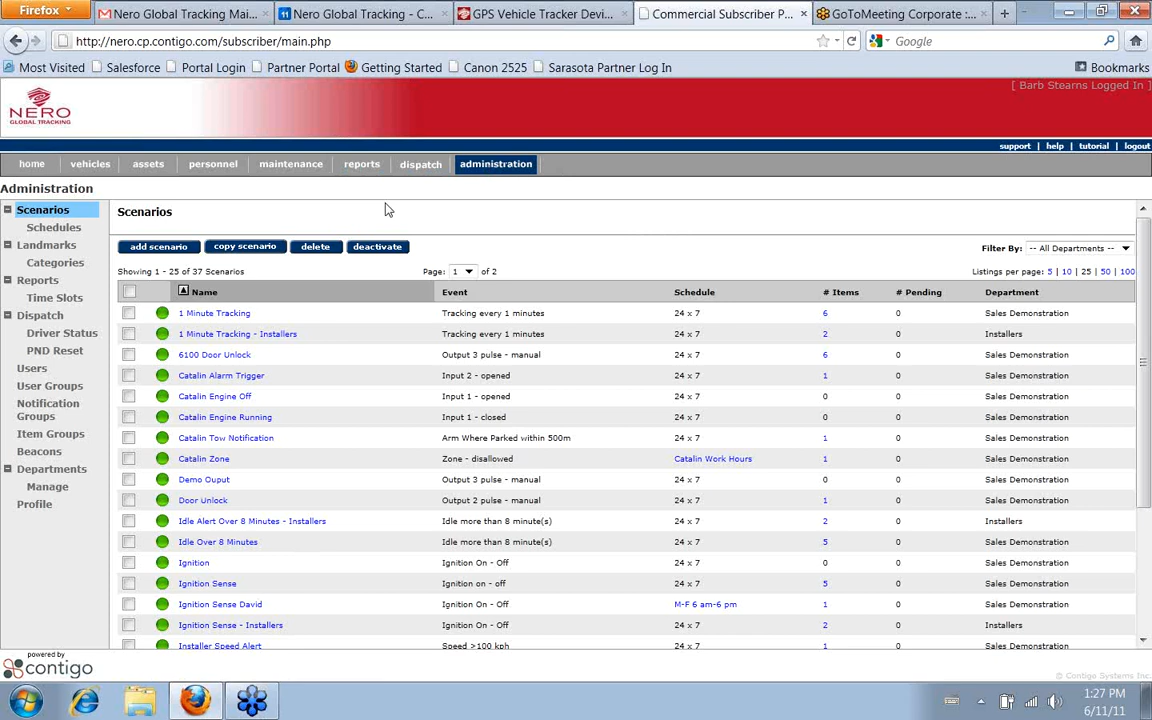 Firefox
Nero Global Tracking Mai...
Nero Global Tracking - C...
GPS Vehicle Tracker Devi...
Commercial Subscriber P... ×
GoToMeeting Corporate :...
http://nero.cp.contigo.com/subscriber/main.php
Google
Most Visited Salesforce Portal Login Partner Portal Getting Started Canon 2525 Sarasota Partner Log In Bookmarks
[ Barb Stearns Logged In ]
NERO
GLOBAL TRACKING
support | help | tutorial | logout
home vehicles assets personnel maintenance reports dispatch administration
Administration
Scenarios
Schedules
Landmarks
Categories
Reports
Time Slots
Dispatch
Driver Status
PND Reset
Users
User Groups
Notification
Groups
Item Groups
Beacons
Departments
Manage
Profile
Scenarios
add scenario copy scenario delete deactivate
Filter By: -- All Departments --
Showing 1 - 25 of 37 Scenarios Page: 1 of 2 Listings per page: 5 | 10 | 25 | 50 | 100
Name Event Schedule # Items # Pending Department
1 Minute Tracking Tracking every 1 minutes 24 x 7 6 0 Sales Demonstration
1 Minute Tracking - Installers Tracking every 1 minutes 24 x 7 2 0 Installers
6100 Door Unlock Output 3 pulse - manual 24 x 7 6 0 Sales Demonstration
Catalin Alarm Trigger Input 2 - opened 24 x 7 1 0 Sales Demonstration
Catalin Engine Off Input 1 - opened 24 x 7 0 0 Sales Demonstration
Catalin Engine Running Input 1 - closed 24 x 7 0 0 Sales Demonstration
Catalin Tow Notification Arm Where Parked within 500m 24 x 7 1 0 Sales Demonstration
Catalin Zone Zone - disallowed Catalin Work Hours 1 0 Sales Demonstration
Demo Ouput Output 3 pulse - manual 24 x 7 0 0 Sales Demonstration
Door Unlock Output 2 pulse - manual 24 x 7 1 0 Sales Demonstration
Idle Alert Over 8 Minutes - Installers Idle more than 8 minute(s) 24 x 7 2 0 Installers
Idle Over 8 Minutes Idle more than 8 minute(s) 24 x 7 5 0 Sales Demonstration
Ignition Ignition On - Off 24 x 7 0 0 Sales Demonstration
Ignition Sense Ignition on - off 24 x 7 5 0 Sales Demonstration
Ignition Sense David Ignition On - Off M-F 6 am-6 pm 1 0 Sales Demonstration
Ignition Sense - Installers Ignition On - Off 24 x 7 2 0 Installers
Installer Speed Alert Speed >100 kph 24 x 7 1 0 Sales Demonstration
powered by
contigo
© Contigo Systems Inc.
1:27 PM
6/11/11